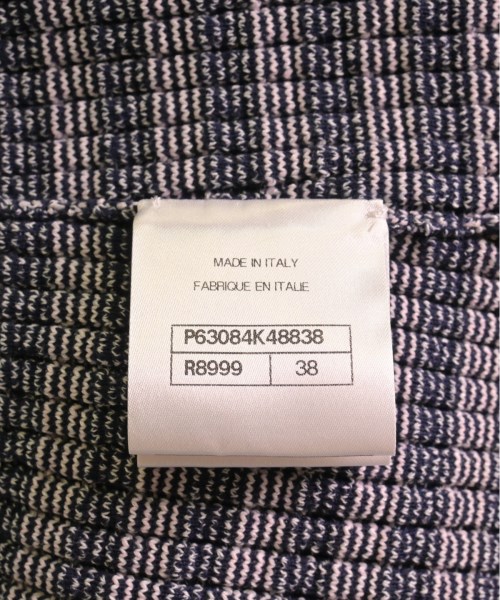 MADE IN ITALY
FABRIQUE EN ITALIE
P63084K48838
R8999 38